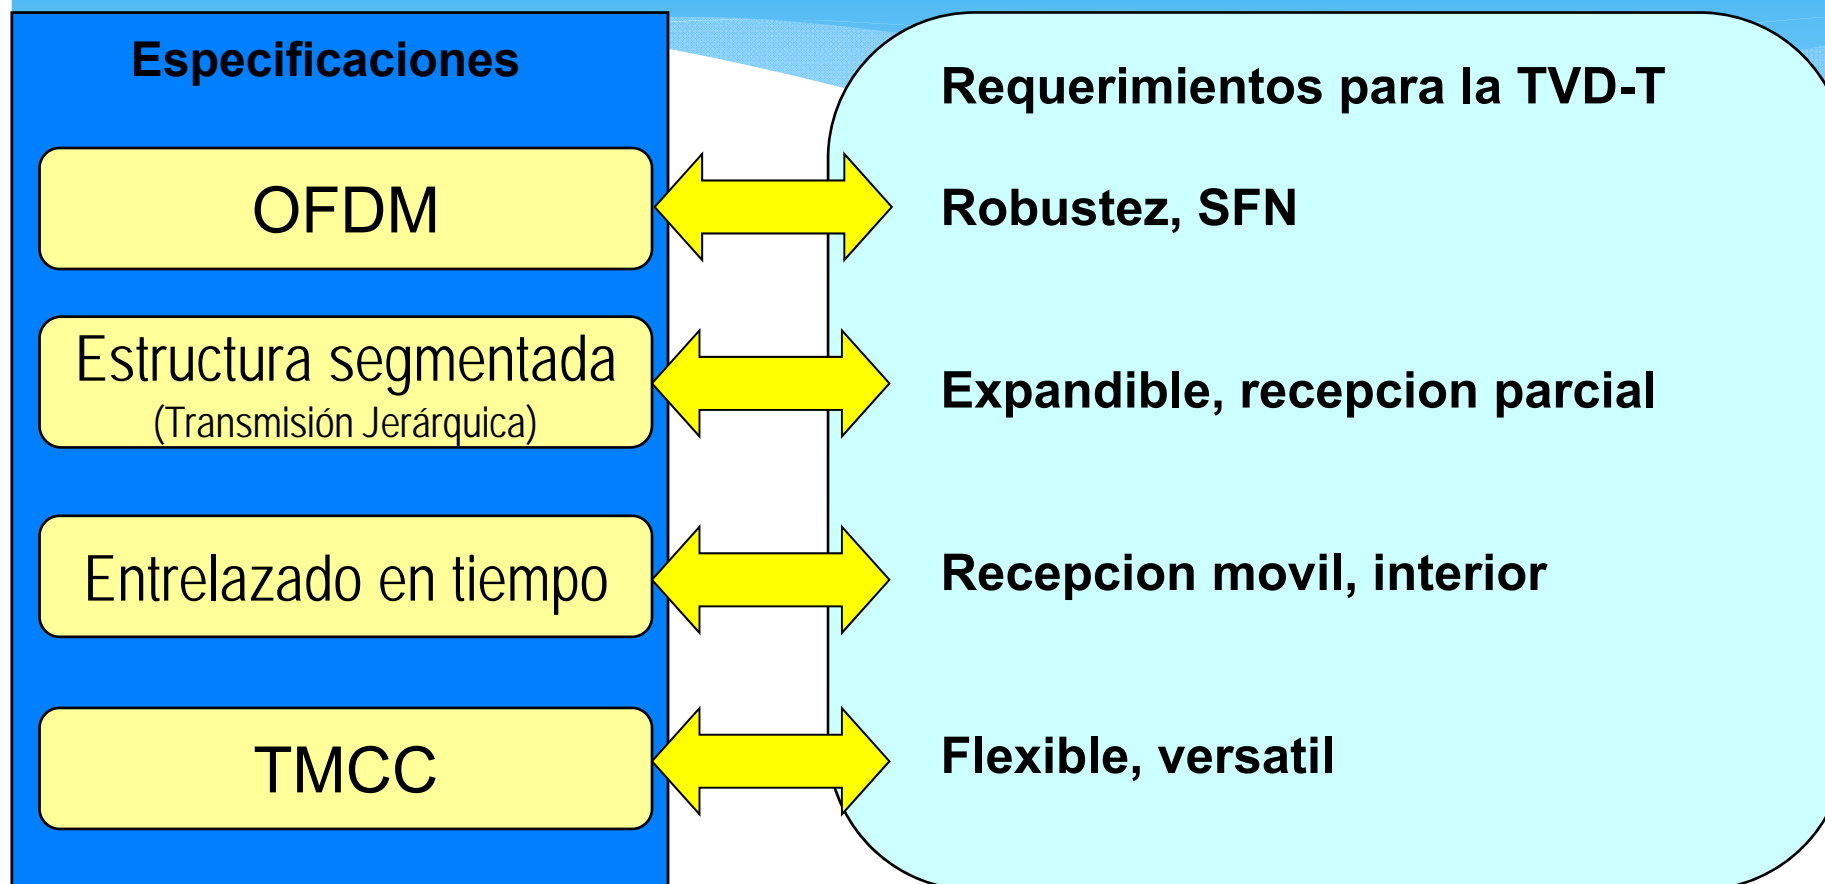 Especificaciones
Requerimientos para la TVD-T
OFDM
Robustez, SFN
Estructura segmentada
(Transmisión Jerárquica)
Expandible, recepcion parcial
Entrelazado en tiempo
Recepcion movil, interior
TMCC
Flexible, versatil